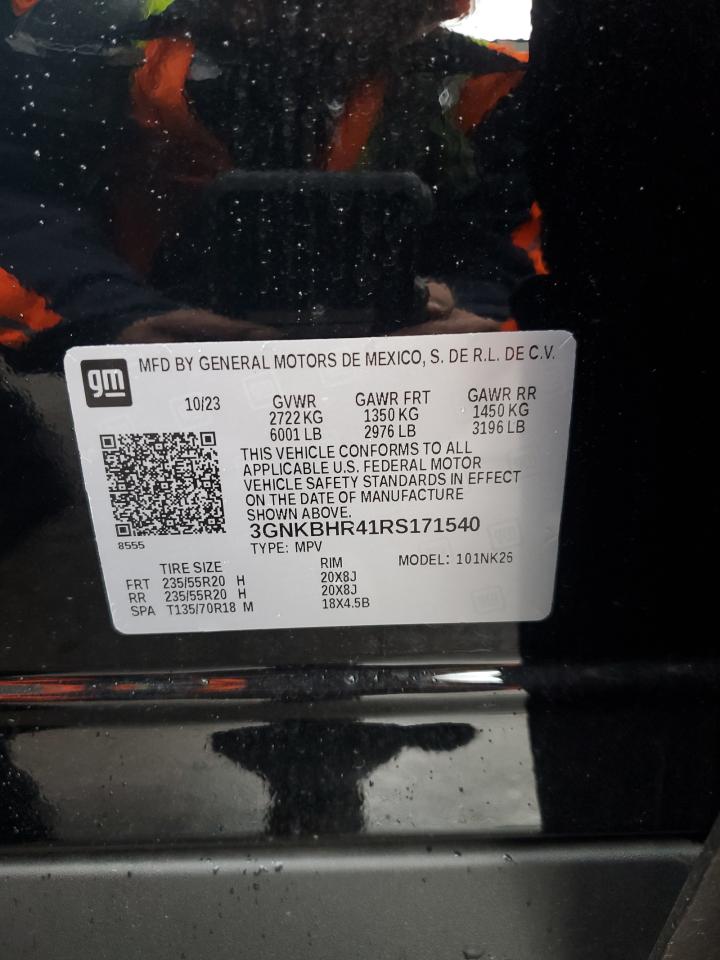 gm
MFD BY GENERAL MOTORS DE MEXICO, S. DE R.L. DE C.V.
10/23 GVWR GAWR FRT GAWR RR
2722 KG 1350 KG 1450 KG
6001 LB 2976 LB 3196 LB
THIS VEHICLE CONFORMS TO ALL
APPLICABLE U.S. FEDERAL MOTOR
VEHICLE SAFETY STANDARDS IN EFFECT
ON THE DATE OF MANUFACTURE
SHOWN ABOVE.
3GNKBHR41RS171540
8555
TYPE: MPV MODEL: 101NK26
TIRE SIZE RIM
FRT 235/55R20 H 20X8J
RR 235/55R20 H 20X8J
SPA T135/70R18 M 18X4.5B